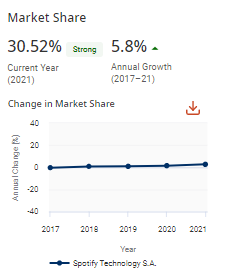 Market Share
30.52% Strong 5.8%
Current Year Annual Growth
(2021) (2017–21)
Change in Market Share
40
20
0
-20
-40
Annual Change (%)
2017 2018 2019 2020 2021
Year
Spotify Technology S.A.